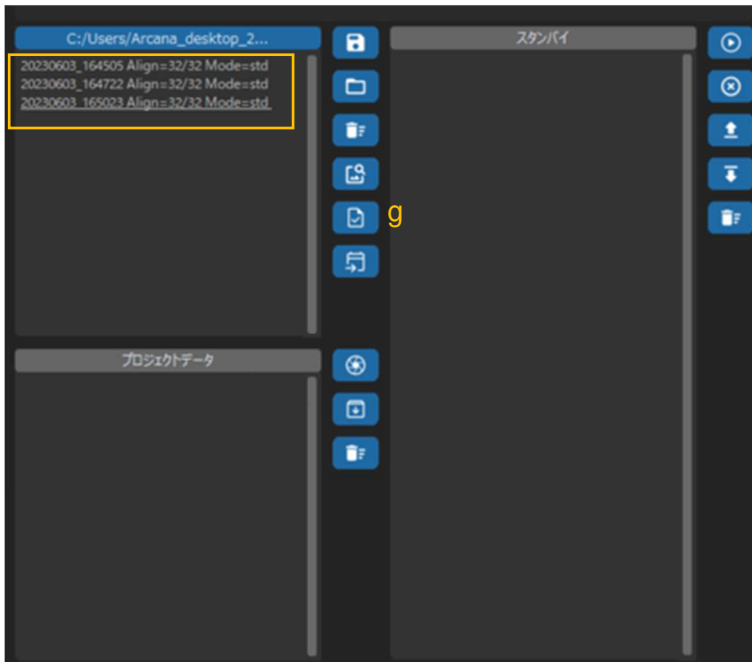 C:/Users/Arcana_desktop_2...
20230603_164505 Align=32/32 Mode=std
20230603_164722 Align=32/32 Mode=std
20230603_165023 Align=32/32 Mode=std
スタンバイ
g
プロジェクトデータ